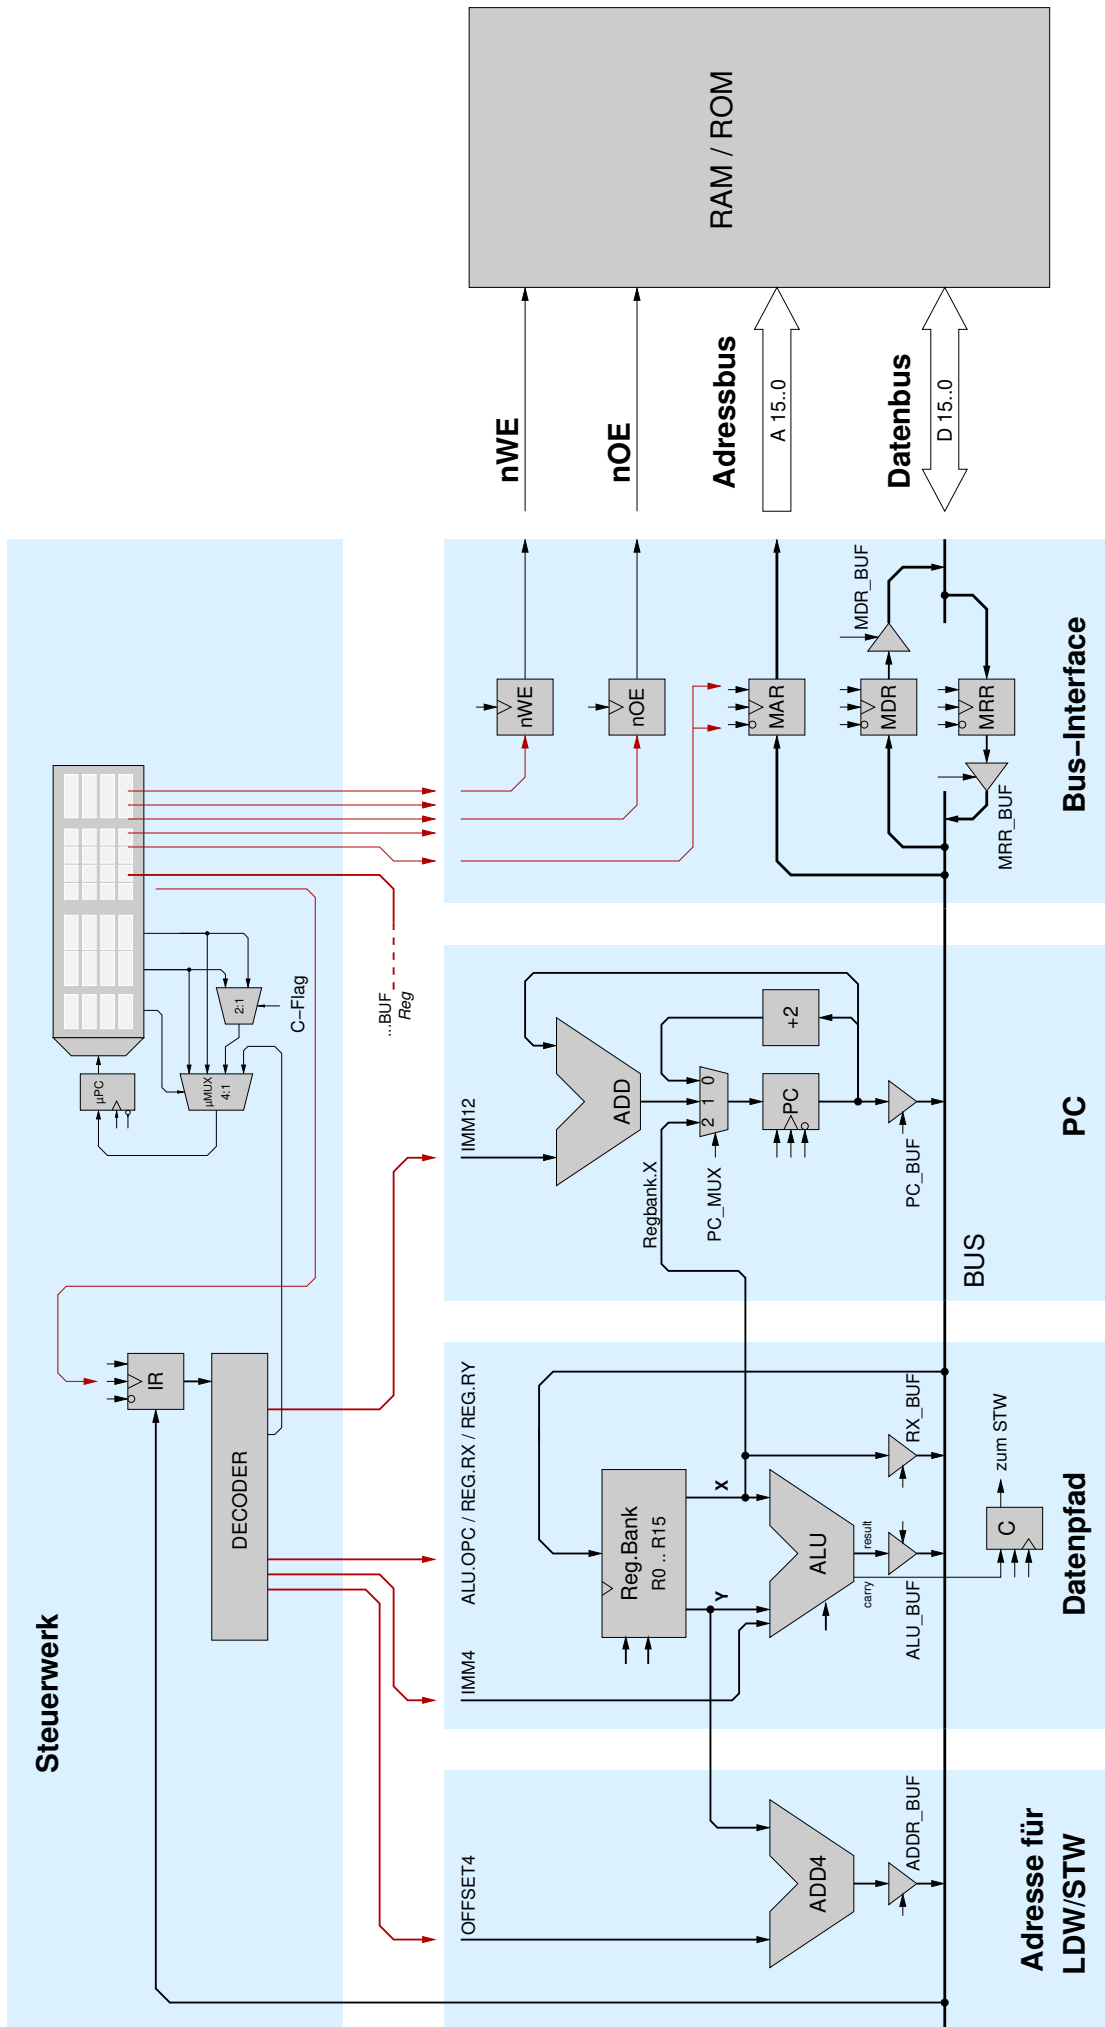 Steuerwerk
IR
DECODER
µPC
µMUX
4:1
2:1
C–Flag
...BUF
Reg
Adresse für
LDW/STW
OFFSET4
ADD4
ADDR_BUF
Datenpfad
IMM4
ALU.OPC / REG.RX / REG.RY
Reg.Bank
R0 .. R15
Y
X
ALU
carry
result
ALU_BUF
RX_BUF
C
zum STW
PC
IMM12
ADD
Regbank.X
PC_MUX
2 1 0
+2
PC
PC_BUF
BUS
Bus–Interface
nWE
nOE
MAR
MDR
MDR_BUF
MRR
MRR_BUF
nWE
nOE
Adressbus
A 15..0
Datenbus
D 15..0
RAM / ROM